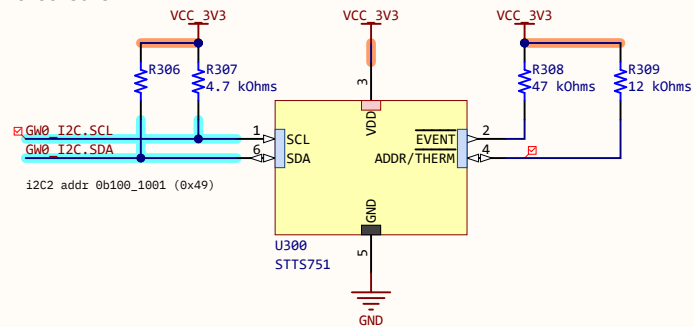 VCC_3V3
VCC_3V3
VCC_3V3
R306
R307
4.7 kOhms
R308
47 kOhms
R309
12 kOhms
3
VDD
GW0_I2C.SCL
1
SCL
EVENT
2
GW0_I2C.SDA
6
SDA
ADDR/THERM
4
i2C2 addr 0b100_1001 (0x49)
GND
5
U300
STTS751
GND